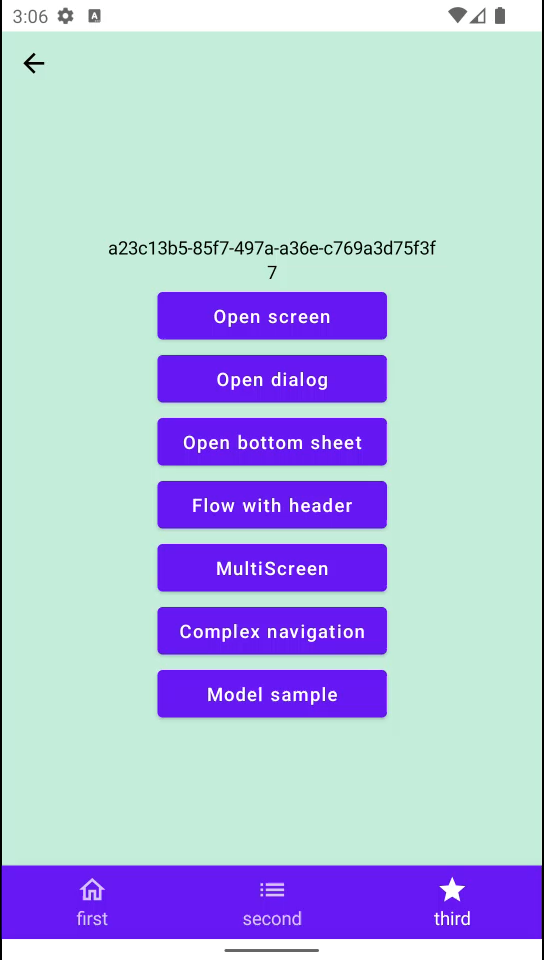 3:06
a23c13b5-85f7-497a-a36e-c769a3d75f3f
7
Open screen
Open dialog
Open bottom sheet
Flow with header
MultiScreen
Complex navigation
Model sample
first second third